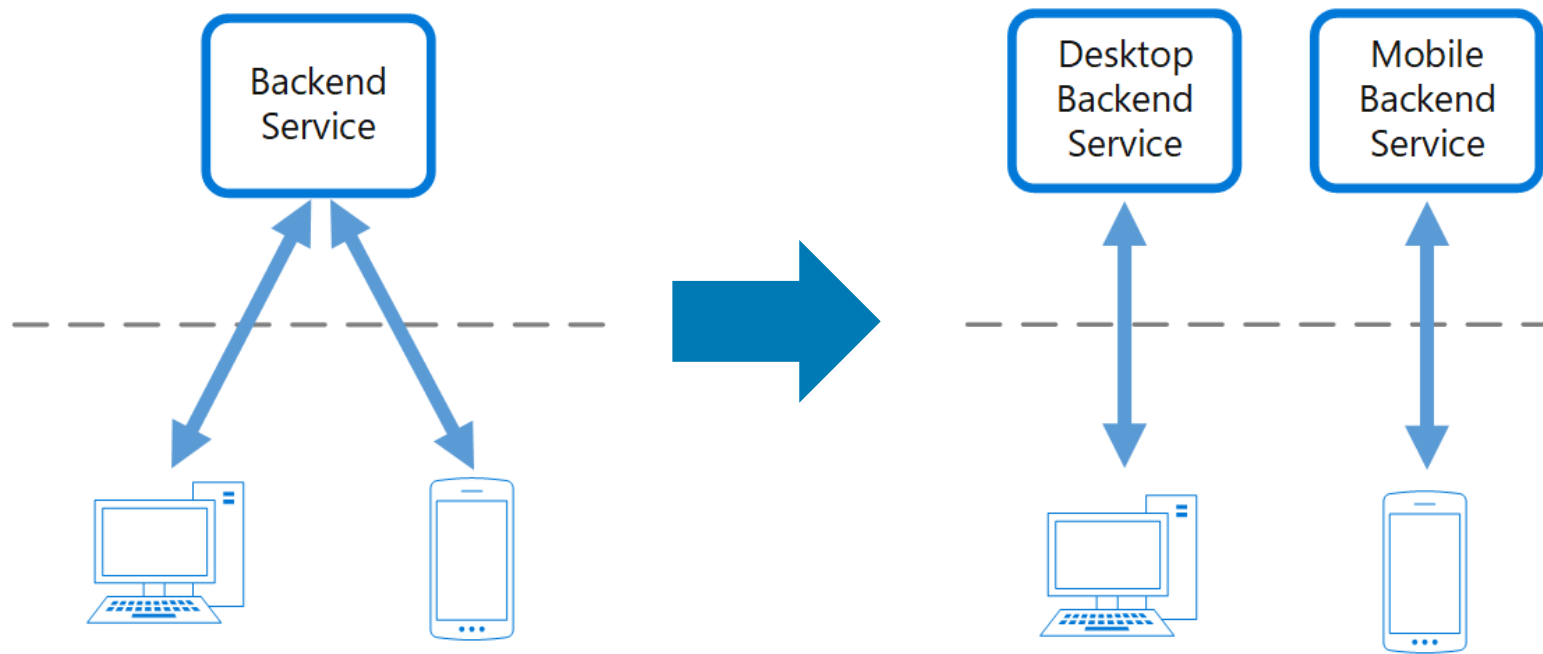 Backend
Service
Desktop
Backend
Service
Mobile
Backend
Service